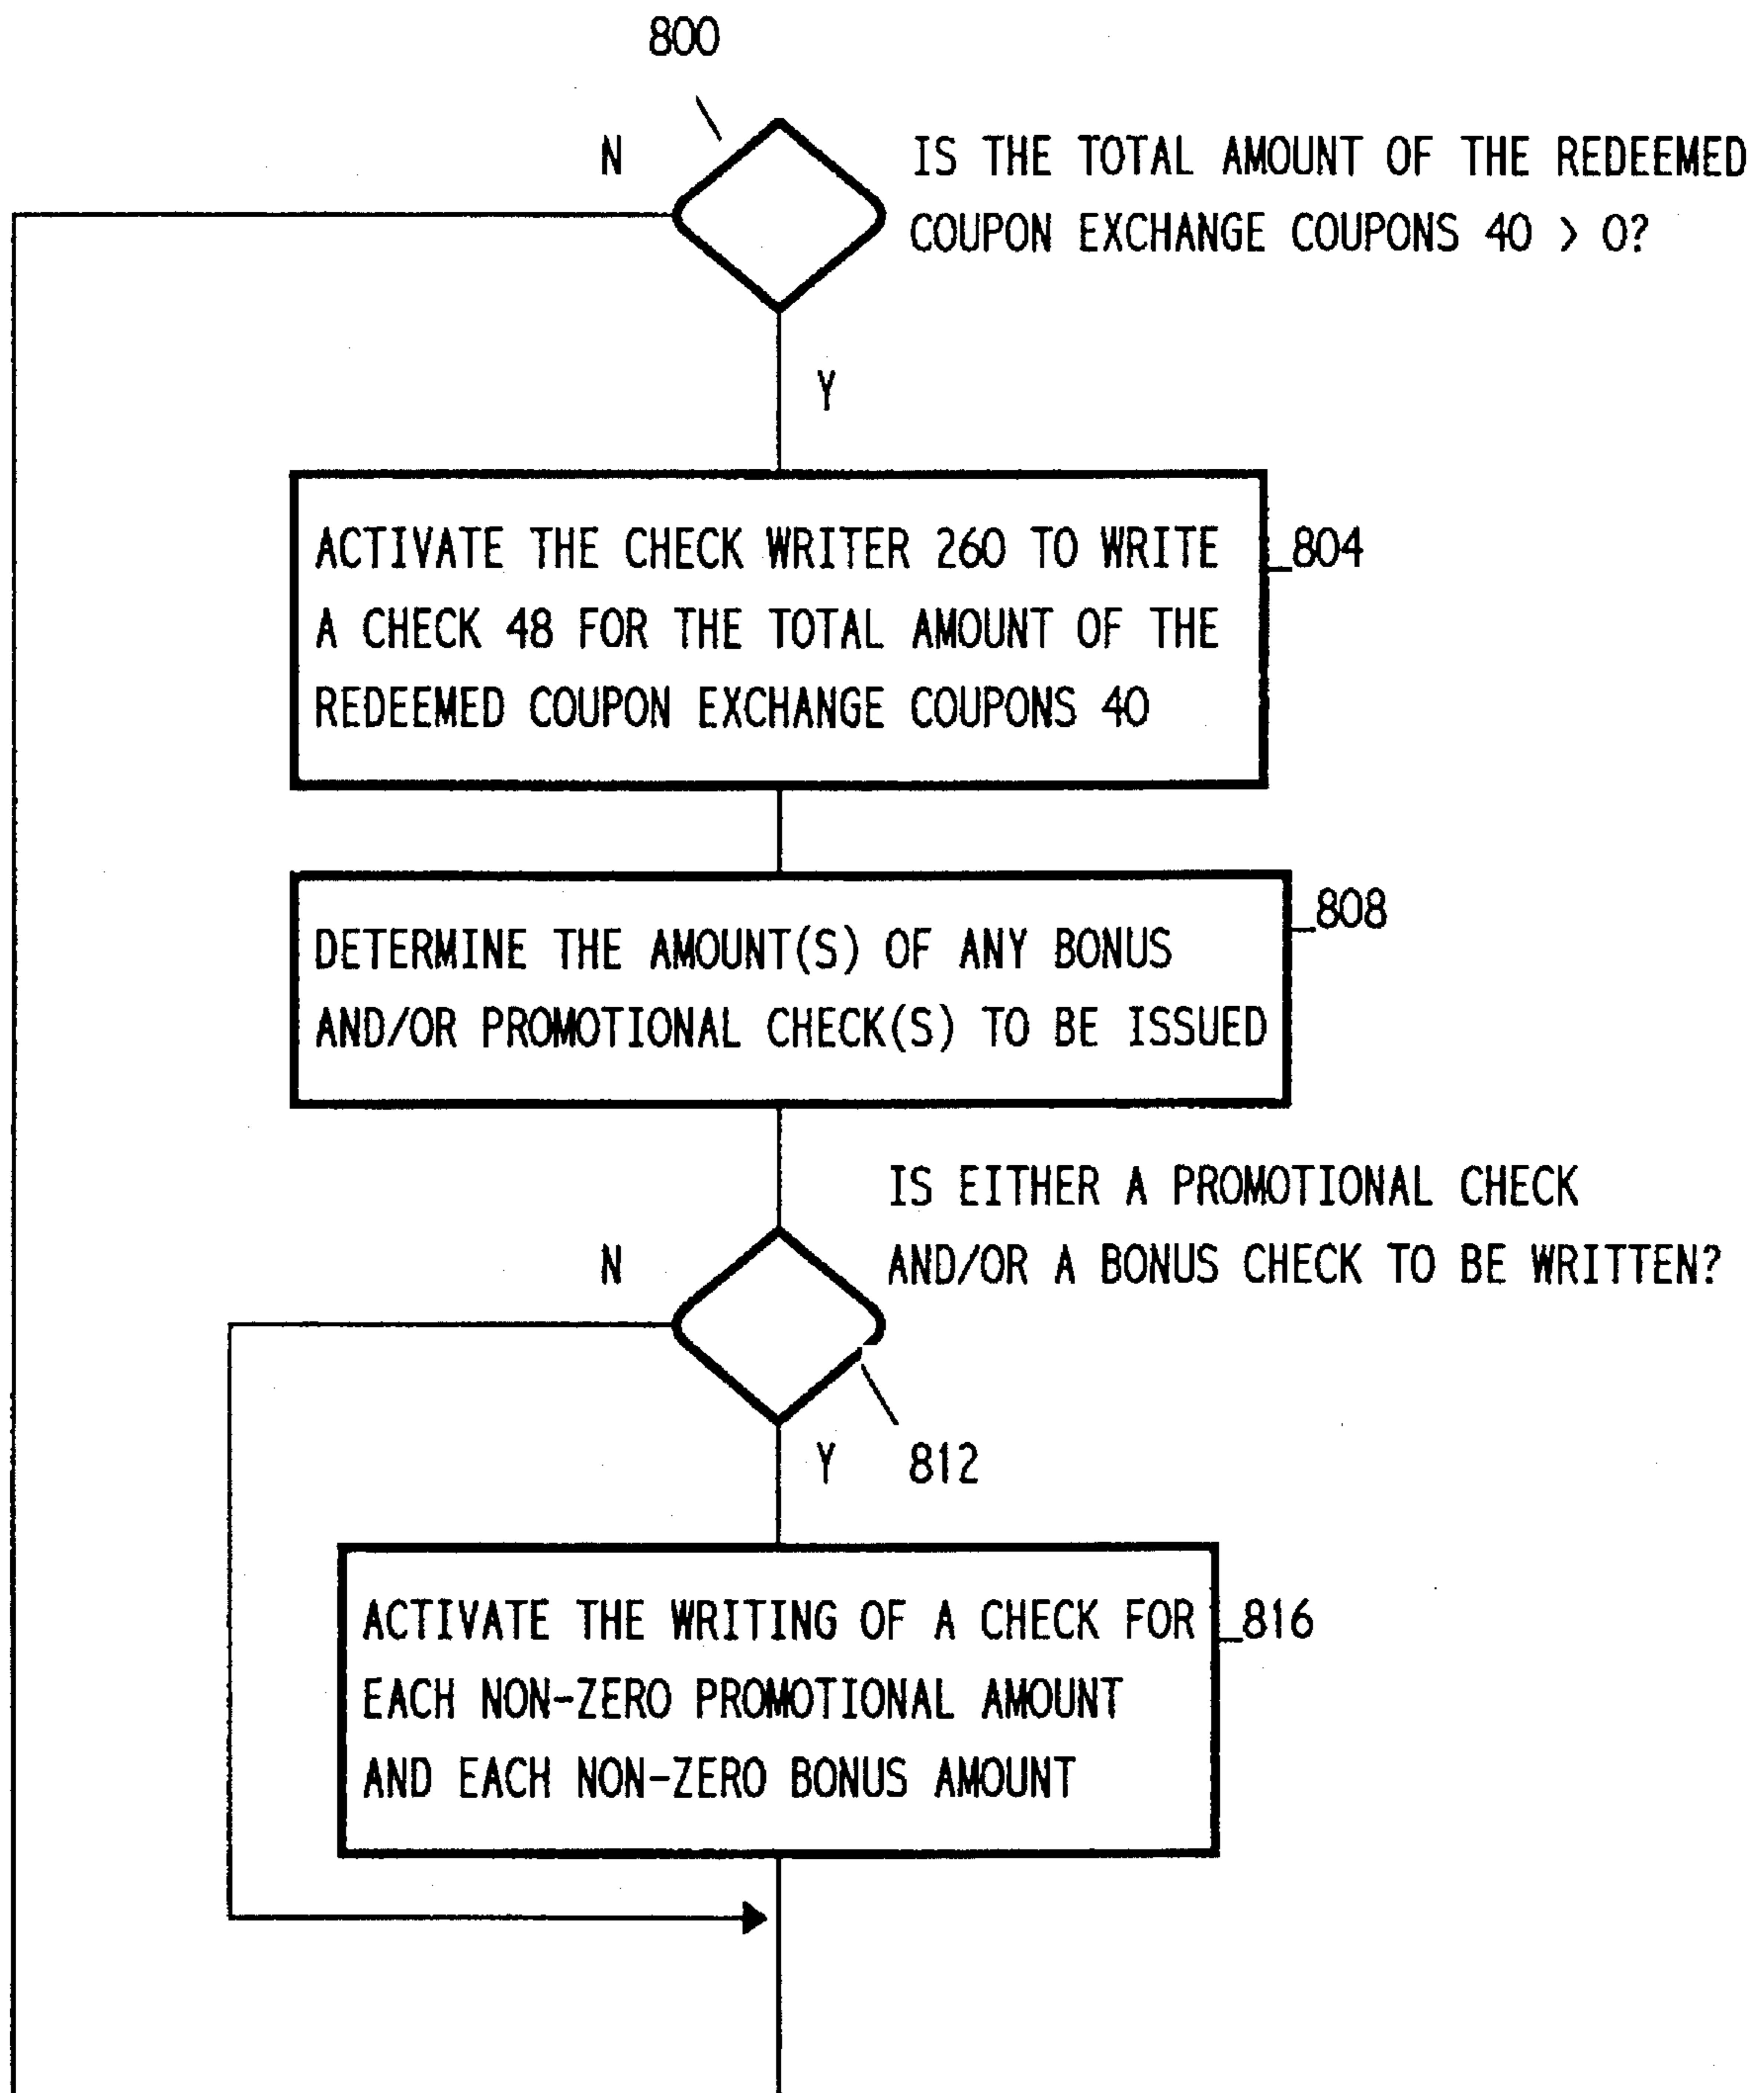 800
N
IS THE TOTAL AMOUNT OF THE REDEEMED
COUPON EXCHANGE COUPONS 40 > 0?
Y
ACTIVATE THE CHECK WRITER 260 TO WRITE
A CHECK 48 FOR THE TOTAL AMOUNT OF THE
REDEEMED COUPON EXCHANGE COUPONS 40
804
DETERMINE THE AMOUNT(S) OF ANY BONUS
AND/OR PROMOTIONAL CHECK(S) TO BE ISSUED
808
IS EITHER A PROMOTIONAL CHECK
AND/OR A BONUS CHECK TO BE WRITTEN?
N
Y
812
ACTIVATE THE WRITING OF A CHECK FOR
EACH NON-ZERO PROMOTIONAL AMOUNT
AND EACH NON-ZERO BONUS AMOUNT
816